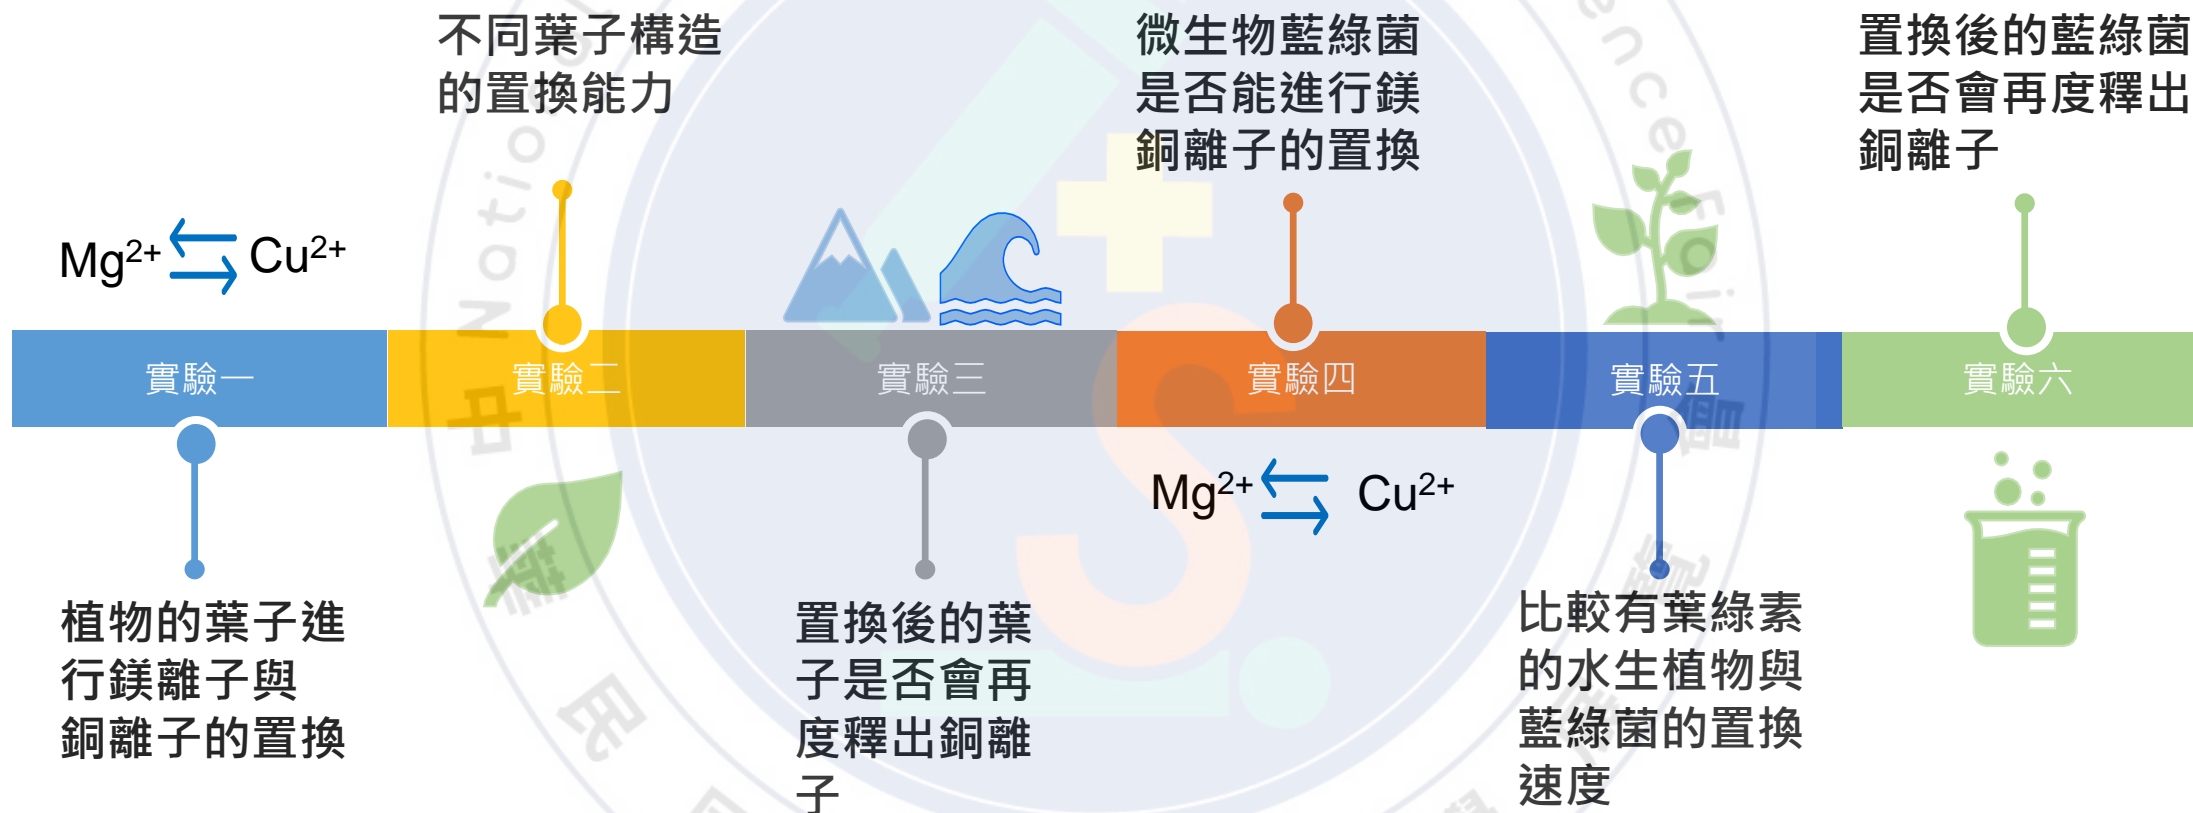 不同葉子構造
的置換能力
微生物藍綠菌
是否能進行鎂
銅離子的置換
置換後的藍綠菌
是否會再度釋出
銅離子
Mg²⁺ Cu²⁺
實驗一
實驗二
實驗三
實驗四
實驗五
實驗六
植物的葉子進
行鎂離子與
銅離子的置換
置換後的葉
子是否會再
度釋出銅離
子
Mg²⁺ Cu²⁺
比較有葉綠素
的水生植物與
藍綠菌的置換
速度